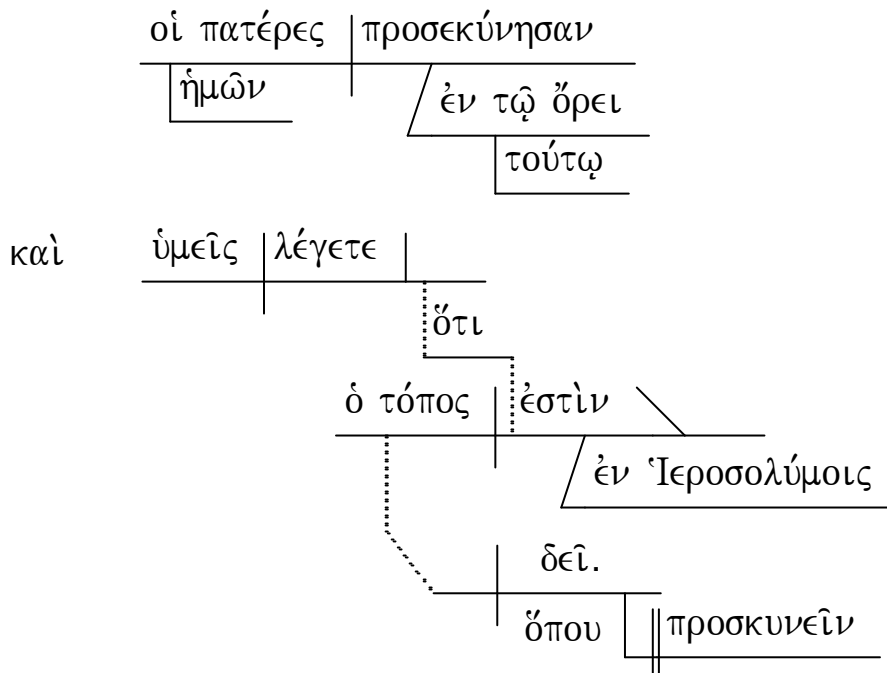 οἱ πατέρες προσεκύνησαν
ἡμῶν
ἐν τῷ ὄρει
τούτῳ
καὶ ὑμεῖς λέγετε
ὅτι
ὁ τόπος ἐστὶν
ἐν Ἱεροσολύμοις
δεῖ.
ὅπου προσκυνεῖν